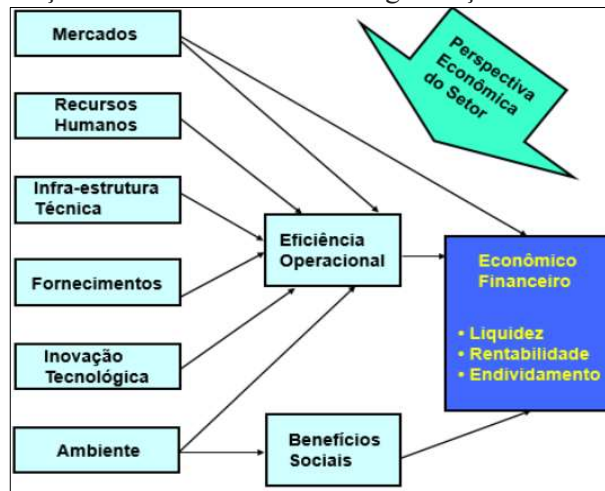 Mercados
Perspectiva
Econômica
do Setor
Recursos
Humanos
Infra-estrutura
Técnica
Eficiência
Operacional
Econômico
Financeiro
Fornecimentos
• Liquidez
• Rentabilidade
• Endividamento
Inovação
Tecnológica
Ambiente
Benefícios
Sociais